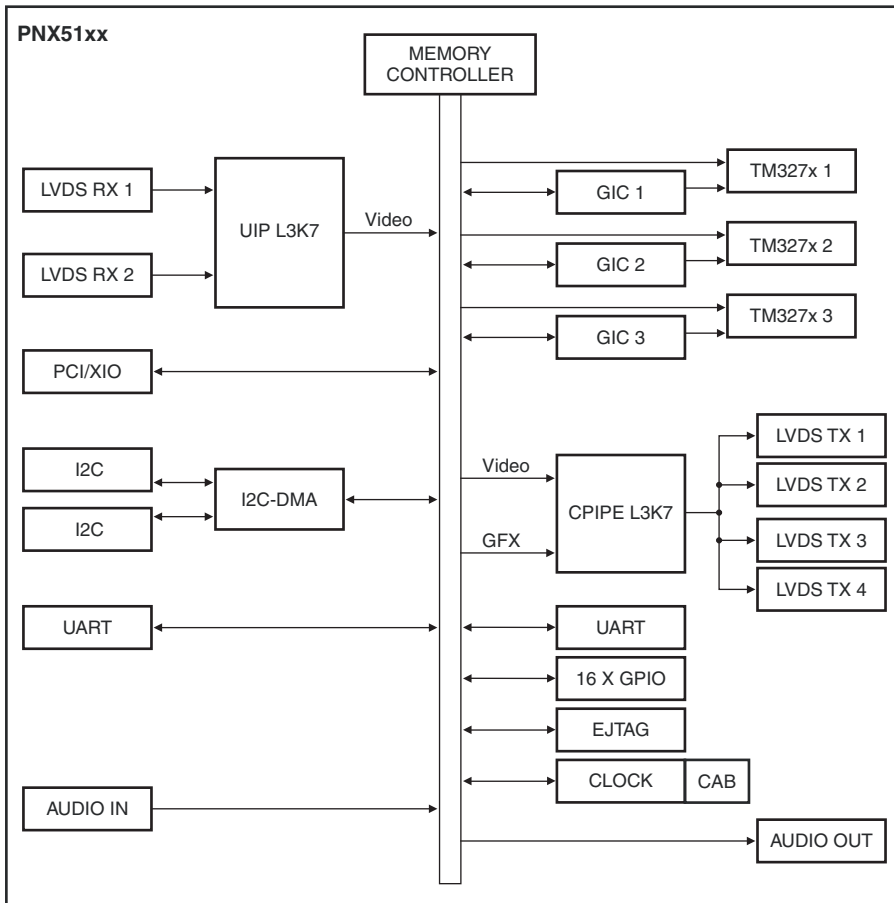 PNX51xx
MEMORY
CONTROLLER
LVDS RX 1
LVDS RX 2
UIP L3K7
Video
PCI/XIO
I2C
I2C
I2C-DMA
UART
AUDIO IN
TM327x 1
GIC 1
TM327x 2
GIC 2
TM327x 3
GIC 3
Video
GFX
CPIPE L3K7
LVDS TX 1
LVDS TX 2
LVDS TX 3
LVDS TX 4
UART
16 X GPIO
EJTAG
CLOCK
CAB
AUDIO OUT